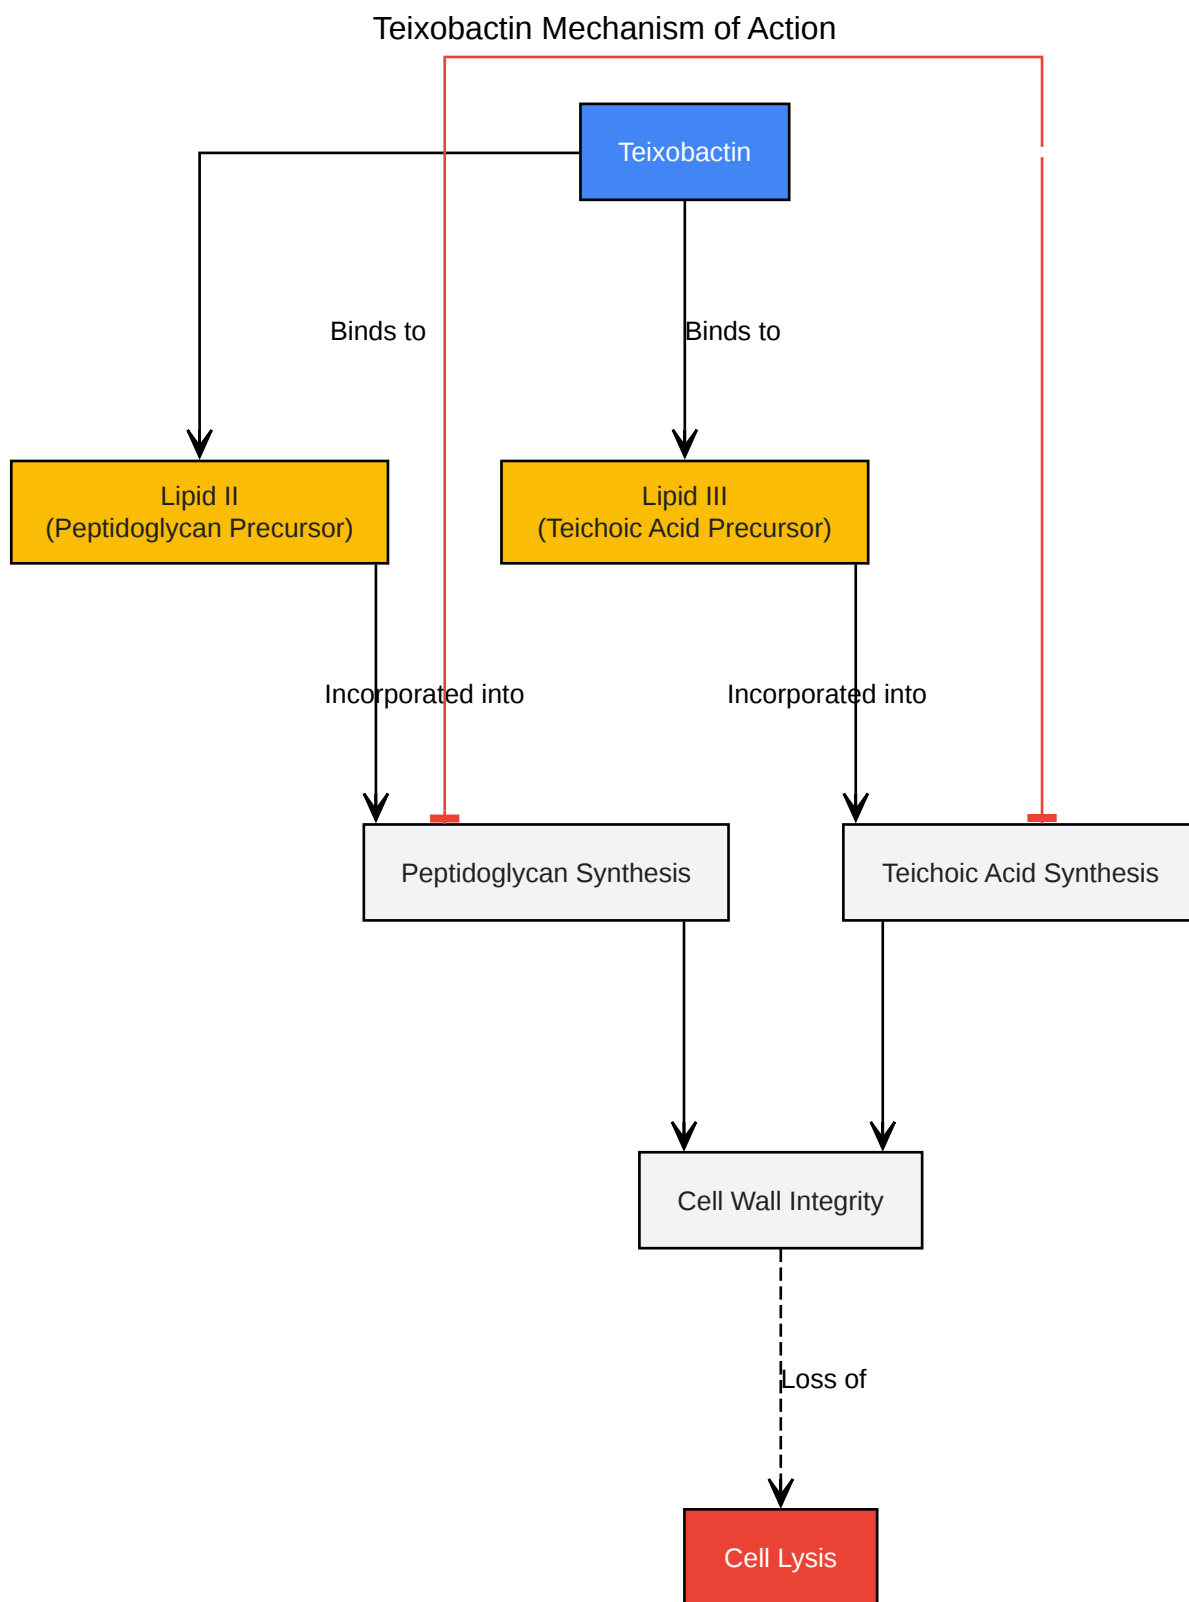 Teixobactin Mechanism of Action
Teixobactin
Binds to
Binds to
Lipid II
(Peptidoglycan Precursor)
Lipid III
(Teichoic Acid Precursor)
Incorporated into
Incorporated into
Peptidoglycan Synthesis
Teichoic Acid Synthesis
Cell Wall Integrity
Loss of
Cell Lysis